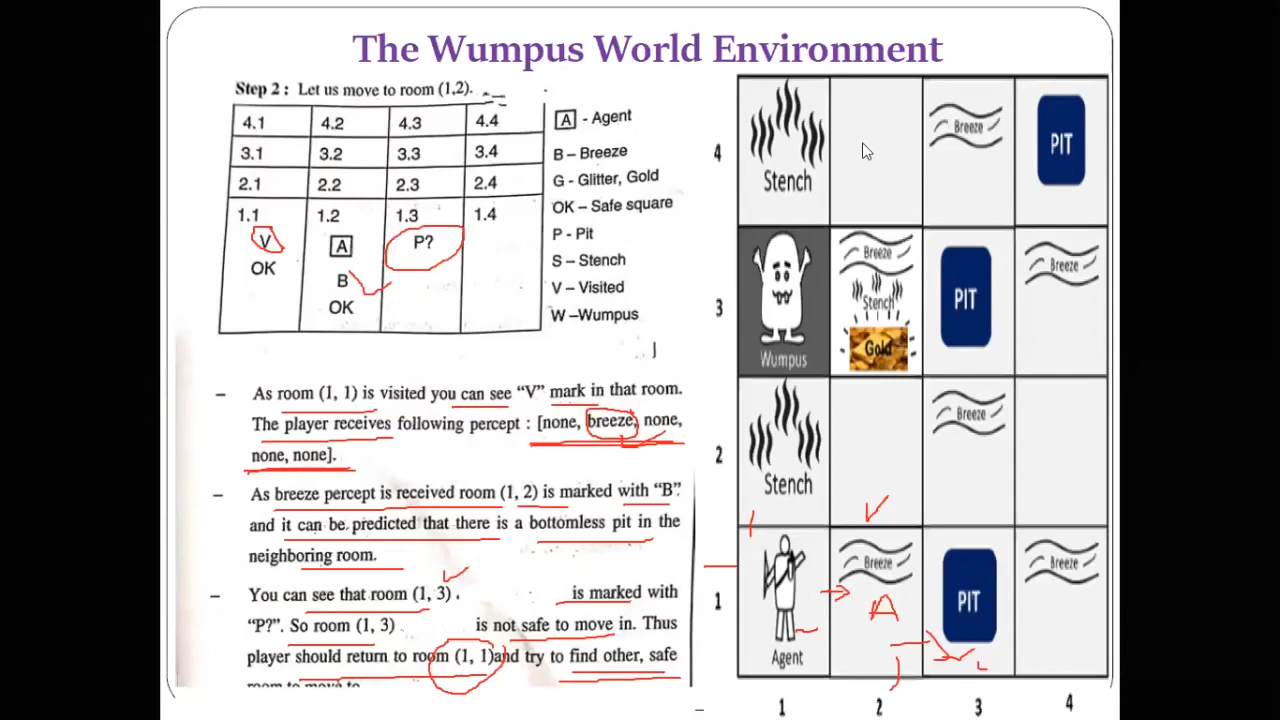 The Wumpus World Environment
Step 2 : Let us move to room (1,2).
4.1 4.2 4.3 4.4
3.1 3.2 3.3 3.4
2.1 2.2 2.3 2.4
1.1 1.2 1.3 1.4
V A P?
OK B
OK
A - Agent
B – Breeze
G - Glitter, Gold
OK – Safe square
P - Pit
S – Stench
V – Visited
W –Wumpus
– As room (1, 1) is visited you can see “V” mark in that room.
The player receives following percept : [none, breeze, none,
none, none].
– As breeze percept is received room (1, 2) is marked with “B”
and it can be predicted that there is a bottomless pit in the
neighboring room.
– You can see that room (1, 3) . is marked with
“P?”. So room (1, 3) is not safe to move in. Thus
player should return to room (1, 1)and try to find other, safe
4
Stench
Breeze
PIT
3
Wumpus
Breeze
Stench
Gold
PIT
Breeze
2
Stench
Breeze
1
Agent
Breeze
A
PIT
Breeze
1 2 3 4